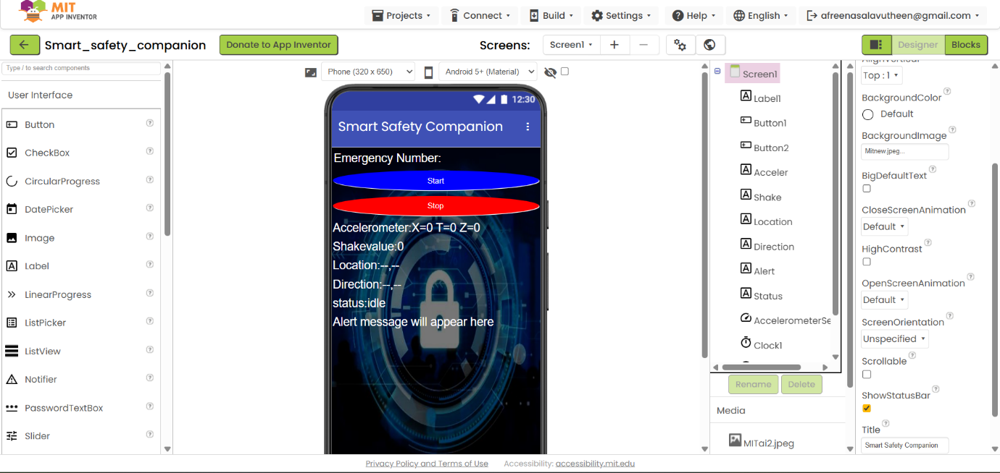 MIT
APP INVENTOR
Projects
Connect
Build
Settings
Help
English
afreenasalavutheen@gmail.com
Smart_safety_companion
Donate to App Inventor
Screens:
Screen1
Designer
Blocks
Type / to search components
User Interface
Button
CheckBox
CircularProgress
DatePicker
Image
Label
LinearProgress
ListPicker
ListView
Notifier
PasswordTextBox
Slider
Phone (320 x 650)
Android 5+ (Material)
12:30
Smart Safety Companion
Emergency Number:
Start
Stop
Accelerometer:X=0 T=0 Z=0
Shakevalue:0
Location:--,--
Direction:--,--
status:idle
Alert message will appear here
Screen1
Label1
Button1
Button2
Acceler
Shake
Location
Direction
Alert
Status
AccelerometerSe
Clock1
Rename
Delete
Media
MITai2.jpeg
AlignVertical
Top : 1
BackgroundColor
Default
BackgroundImage
Mitnew.jpeg...
BigDefaultText
CloseScreenAnimation
Default
HighContrast
OpenScreenAnimation
Default
ScreenOrientation
Unspecified
Scrollable
ShowStatusBar
Title
Smart Safety Companion
Privacy Policy and Terms of Use
Accessibility: accessibility.mit.edu